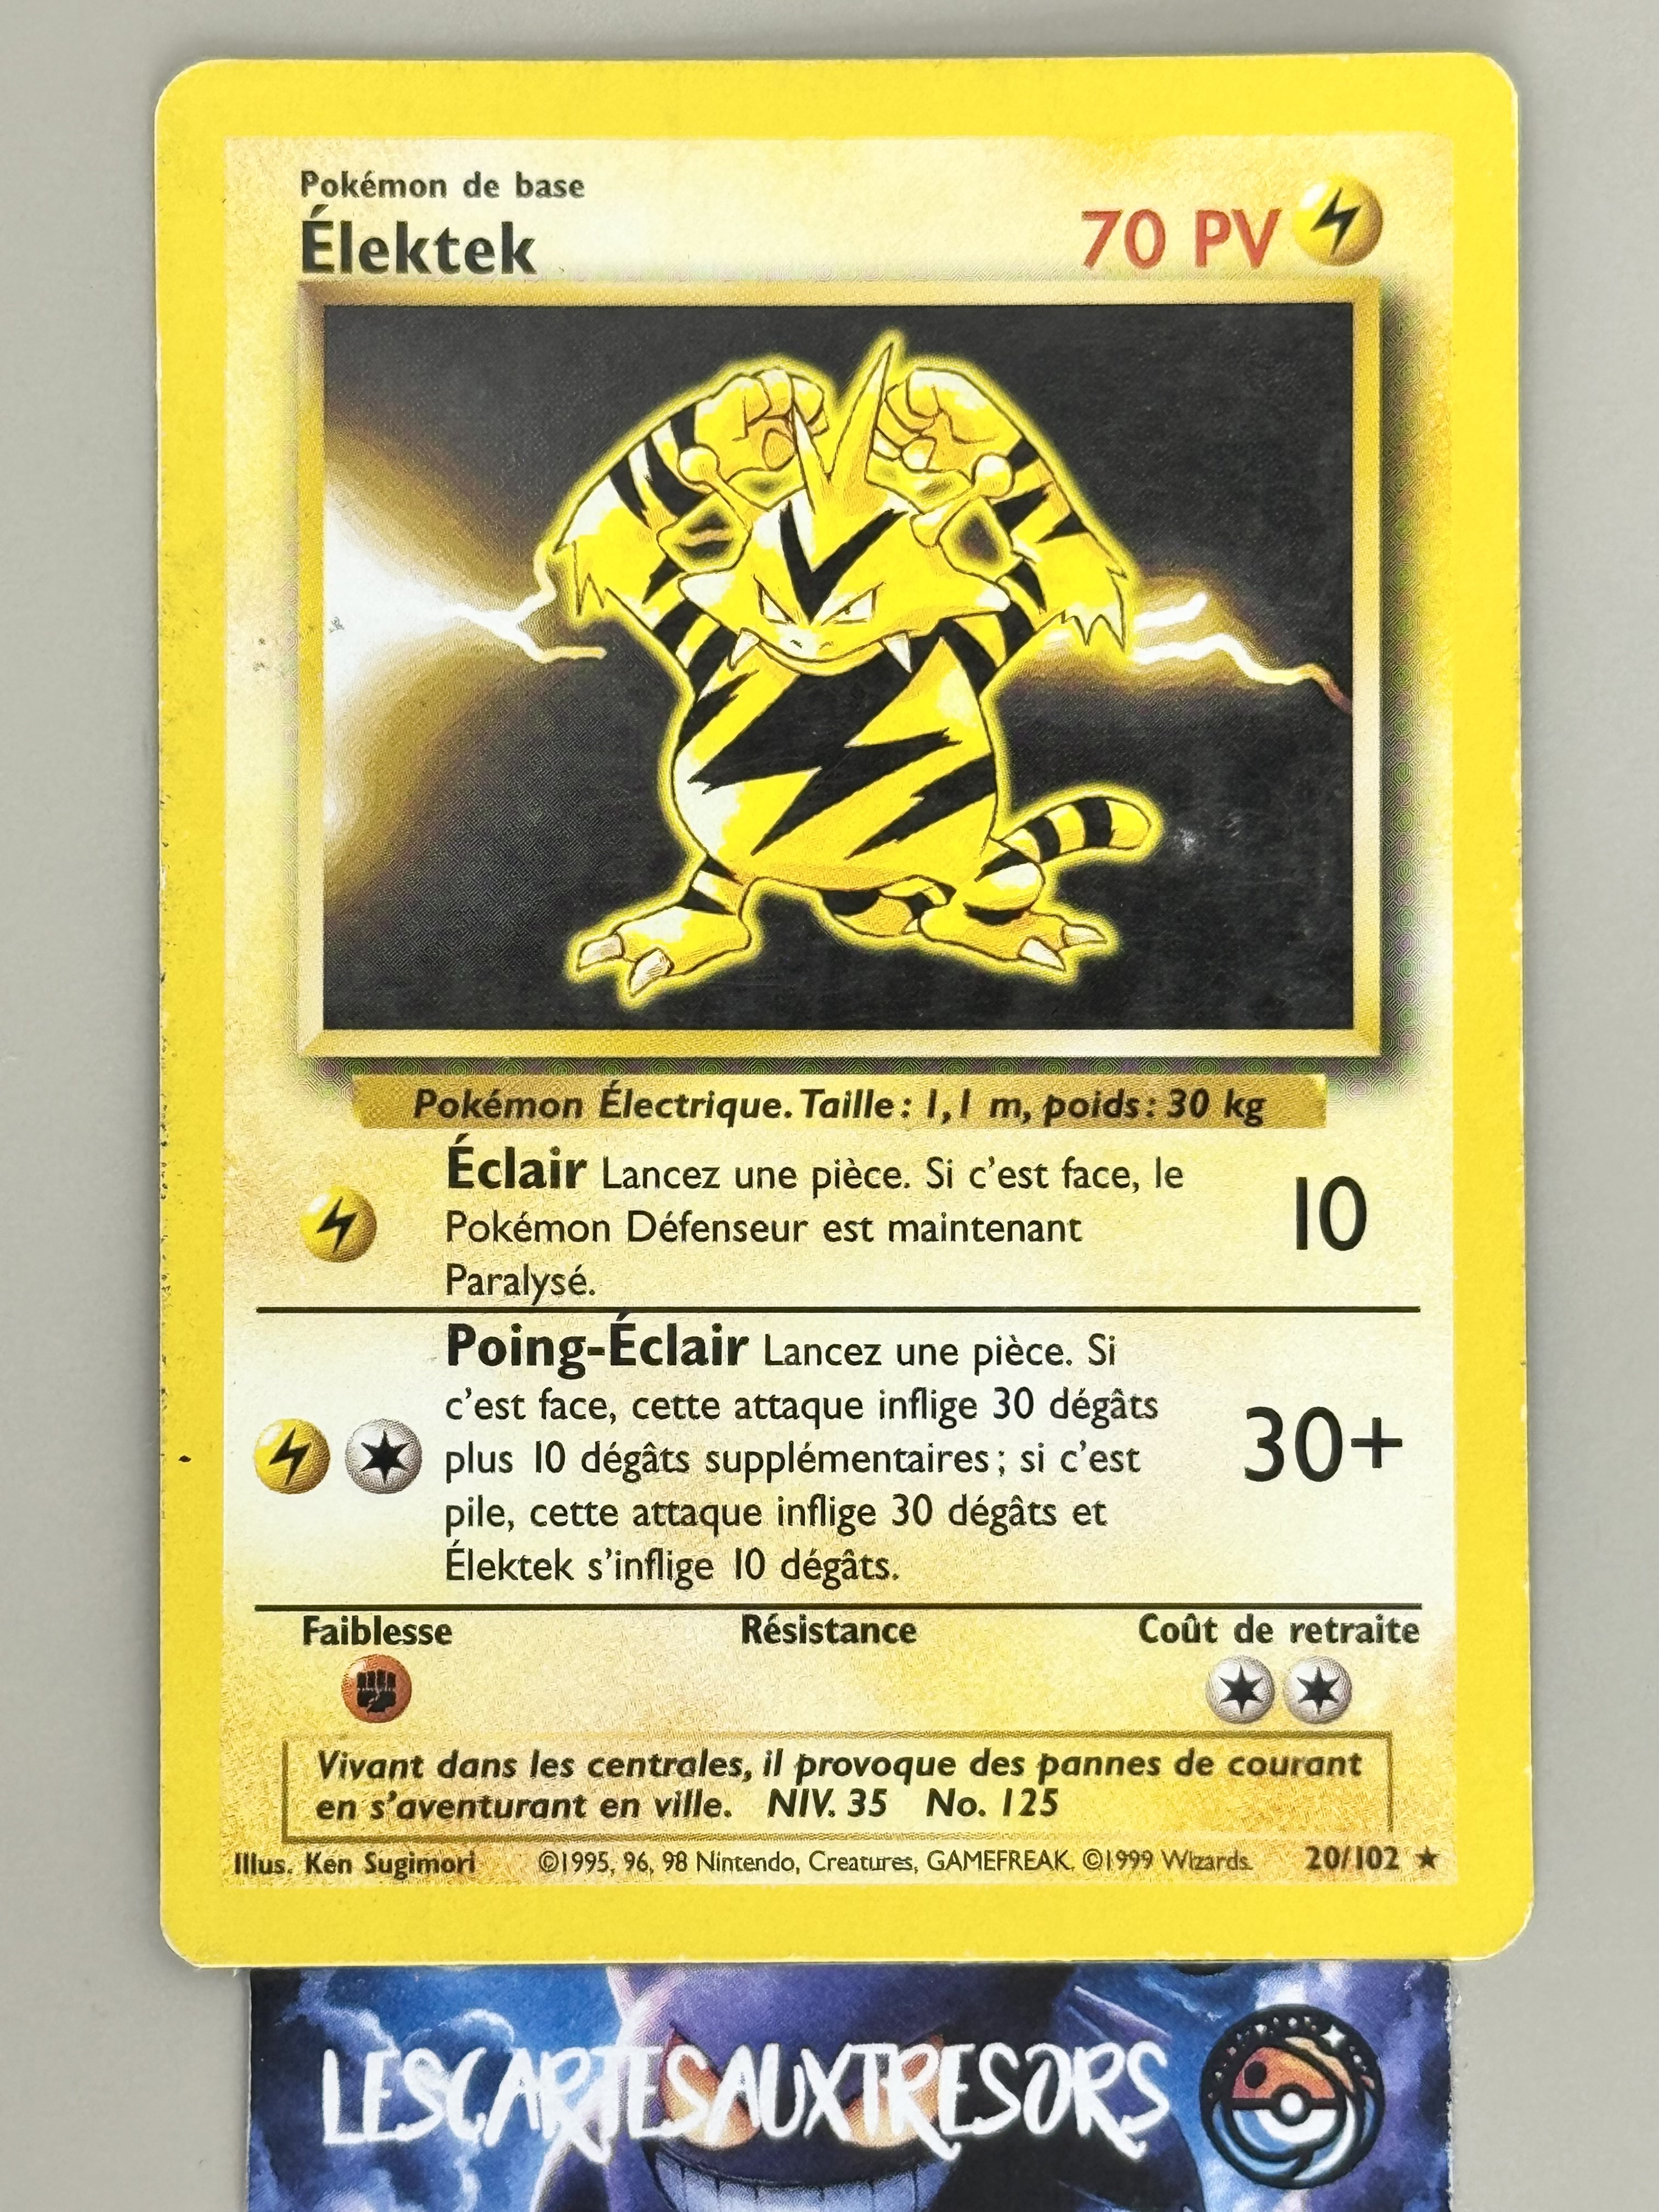 Pokémon de base
Élektek
70 PV
Pokémon Électrique. Taille : 1,1 m, poids : 30 kg
Éclair Lancez une pièce. Si c'est face, le
Pokémon Défenseur est maintenant
Paralysé.
10
Poing-Éclair Lancez une pièce. Si
c'est face, cette attaque inflige 30 dégâts
plus 10 dégâts supplémentaires ; si c'est
pile, cette attaque inflige 30 dégâts et
Élektek s'inflige 10 dégâts.
30+
Faiblesse Résistance Coût de retraite
Vivant dans les centrales, il provoque des pannes de courant
en s'aventurant en ville. NIV. 35 No. 125
Illus. Ken Sugimori ©1995, 96, 98 Nintendo, Creatures, GAMEFREAK. ©1999 Wizards. 20/102 ★
LESCARTESAUXTRESORS